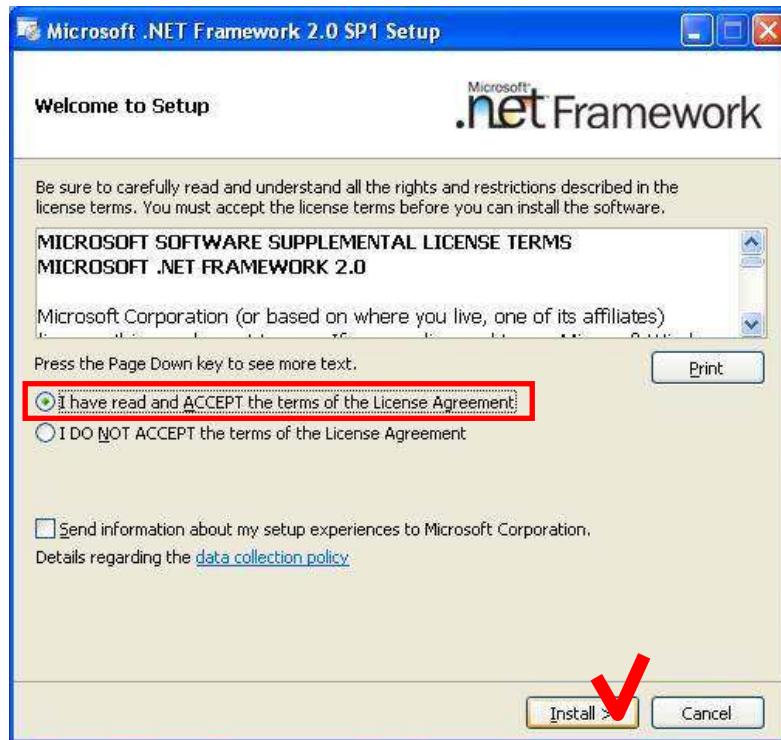 Microsoft .NET Framework 2.0 SP1 Setup
Welcome to Setup
Microsoft
.net Framework
Be sure to carefully read and understand all the rights and restrictions described in the
license terms. You must accept the license terms before you can install the software.
MICROSOFT SOFTWARE SUPPLEMENTAL LICENSE TERMS
MICROSOFT .NET FRAMEWORK 2.0
Microsoft Corporation (or based on where you live, one of its affiliates)
Press the Page Down key to see more text.
Print
I have read and ACCEPT the terms of the License Agreement
I DO NOT ACCEPT the terms of the License Agreement
Send information about my setup experiences to Microsoft Corporation.
Details regarding the data collection policy
Install >
Cancel